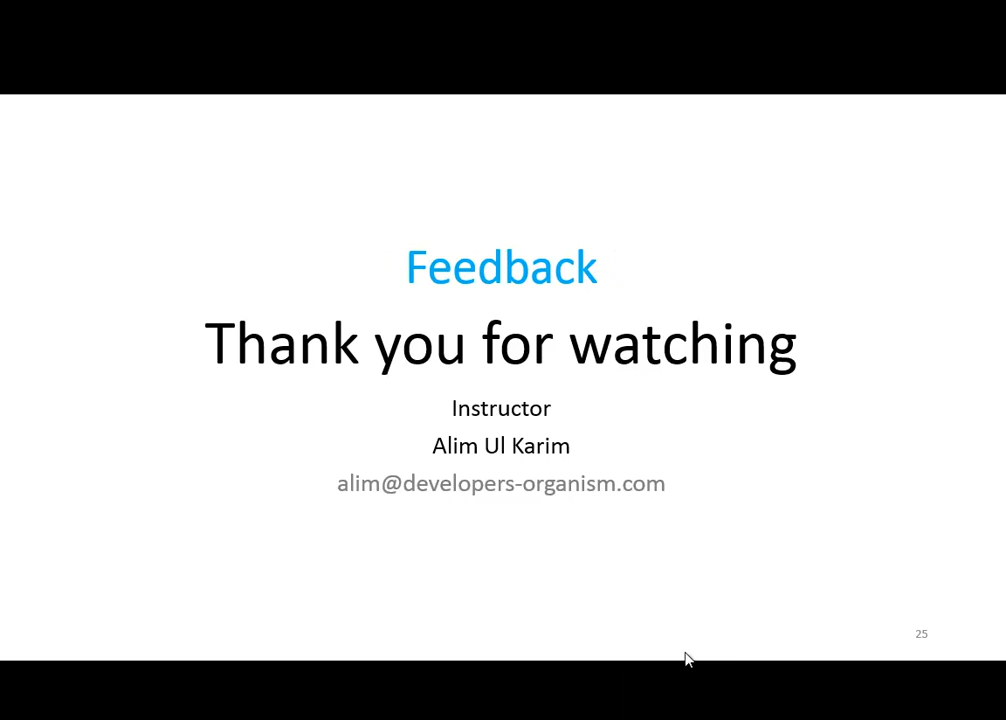 Feedback
Thank you for watching
Instructor
Alim Ul Karim
alim@developers-organism.com
25